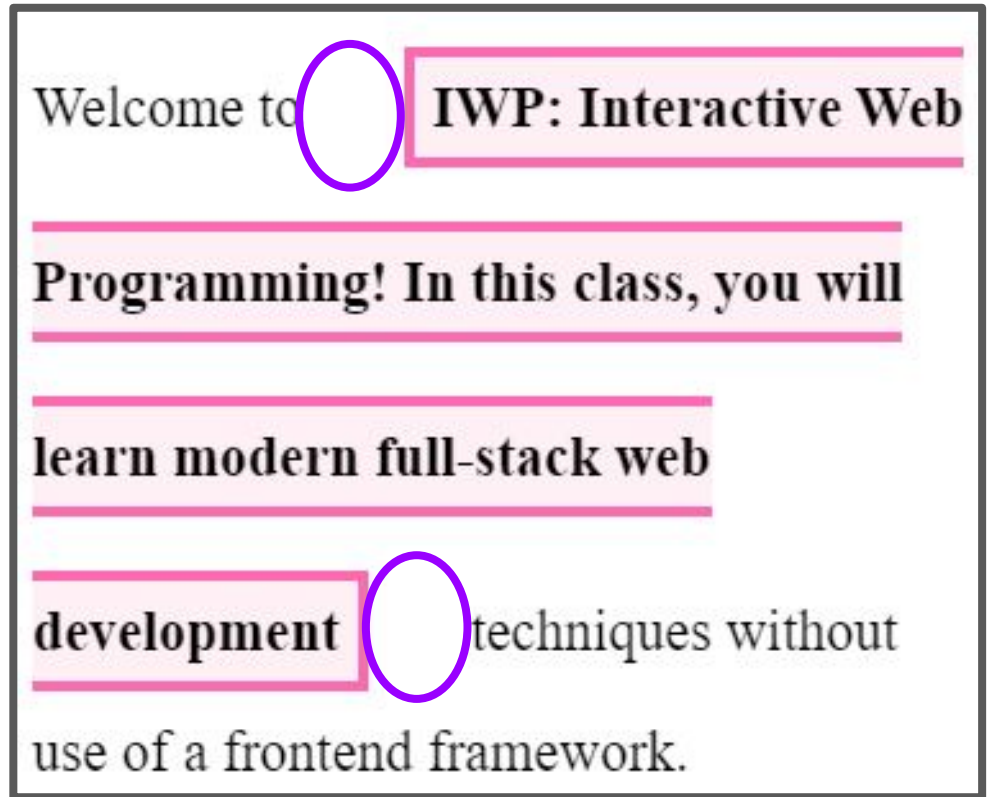 Welcome to IWP: Interactive Web
Programming! In this class, you will
learn modern full-stack web
development techniques without
use of a frontend framework.